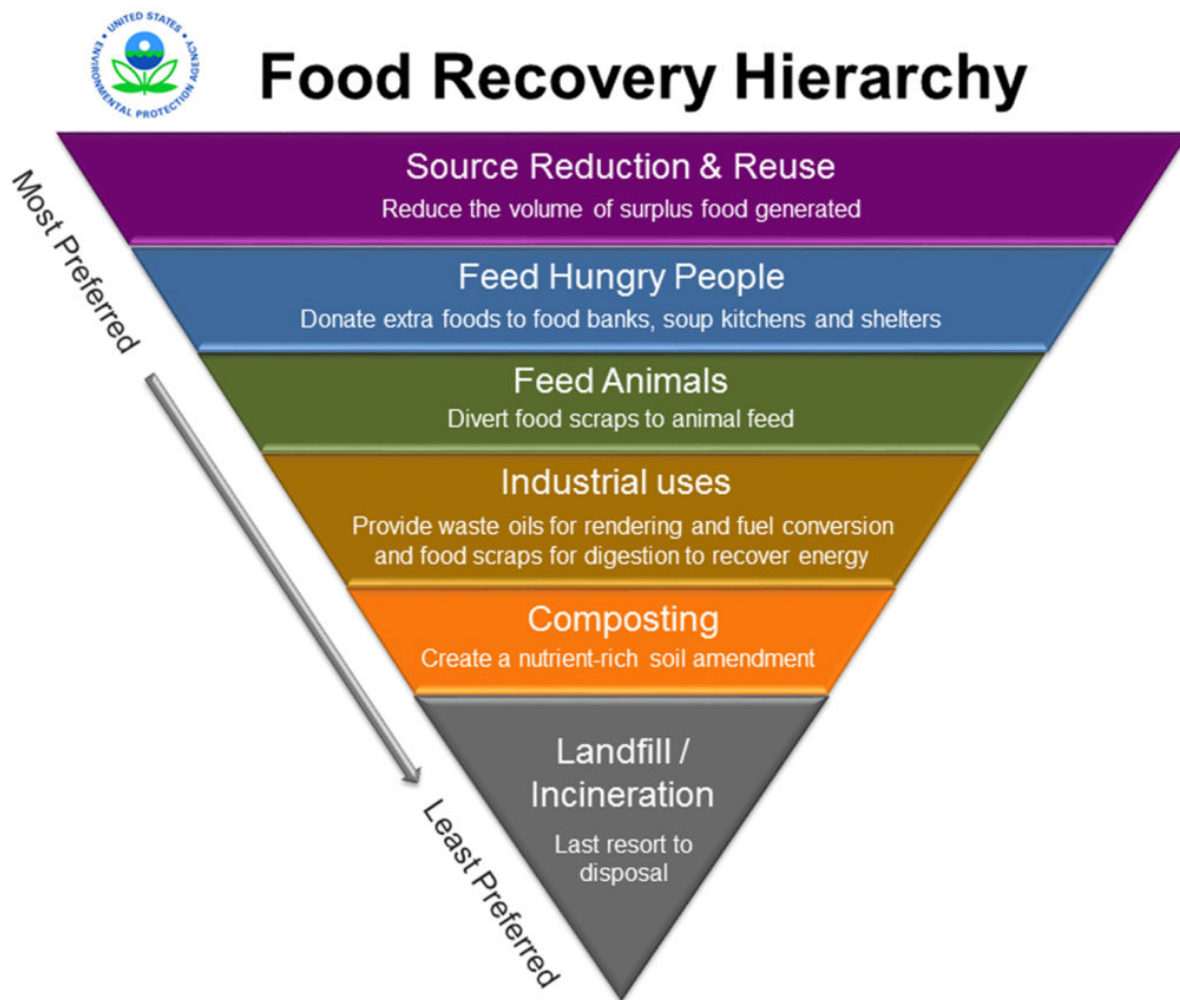 UNITED STATES
ENVIRONMENTAL PROTECTION AGENCY
Food Recovery Hierarchy
Most Preferred
Source Reduction & Reuse
Reduce the volume of surplus food generated
Feed Hungry People
Donate extra foods to food banks, soup kitchens and shelters
Feed Animals
Divert food scraps to animal feed
Industrial uses
Provide waste oils for rendering and fuel conversion
and food scraps for digestion to recover energy
Composting
Create a nutrient-rich soil amendment
Landfill /
Incineration
Last resort to
disposal
Least Preferred